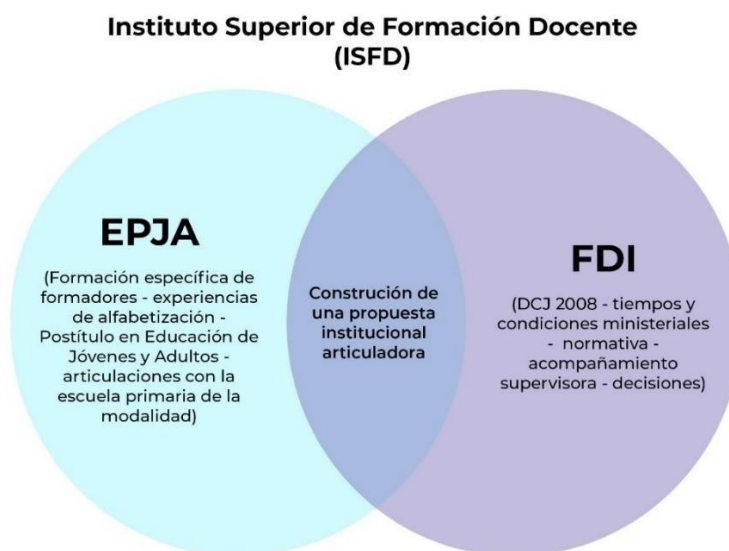 Instituto Superior de Formación Docente
(ISFD)
EPJA
(Formación específica de
formadores - experiencias
de alfabetización -
Postítulo en Educación de
Jóvenes y Adultos -
articulaciones con la
escuela primaria de la
modalidad)
Construción de
una propuesta
institucional
articuladora
FDI
(DCJ 2008 - tiempos y
condiciones ministeriales
- normativa -
acompañamiento
supervisora - decisiones)